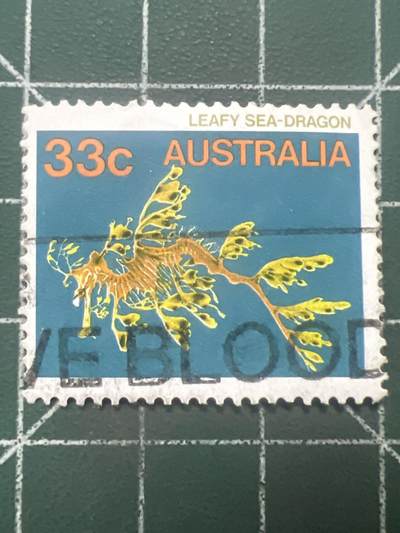 LEAFY SEA-DRAGON
33c AUSTRALIA
VE BLOOD